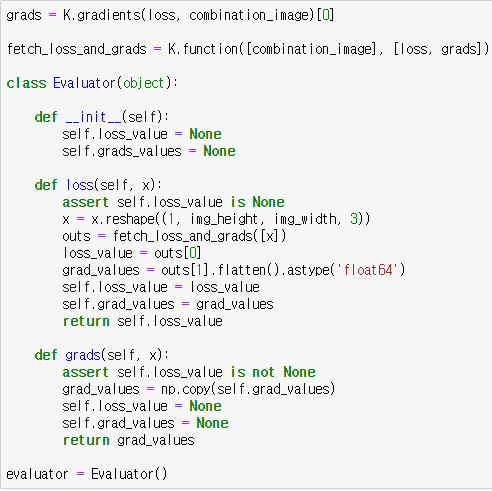 grads = K.gradients(loss, combination_image)[0]
fetch_loss_and_grads = K.function([combination_image], [loss, grads])
class Evaluator(object):
    def __init__(self):
        self.loss_value = None
        self.grads_values = None
    def loss(self, x):
        assert self.loss_value is None
        x = x.reshape((1, img_height, img_width, 3))
        outs = fetch_loss_and_grads([x])
        loss_value = outs[0]
        grad_values = outs[1].flatten().astype('float64')
        self.loss_value = loss_value
        self.grad_values = grad_values
        return self.loss_value
    def grads(self, x):
        assert self.loss_value is not None
        grad_values = np.copy(self.grad_values)
        self.loss_value = None
        self.grad_values = None
        return grad_values
evaluator = Evaluator()